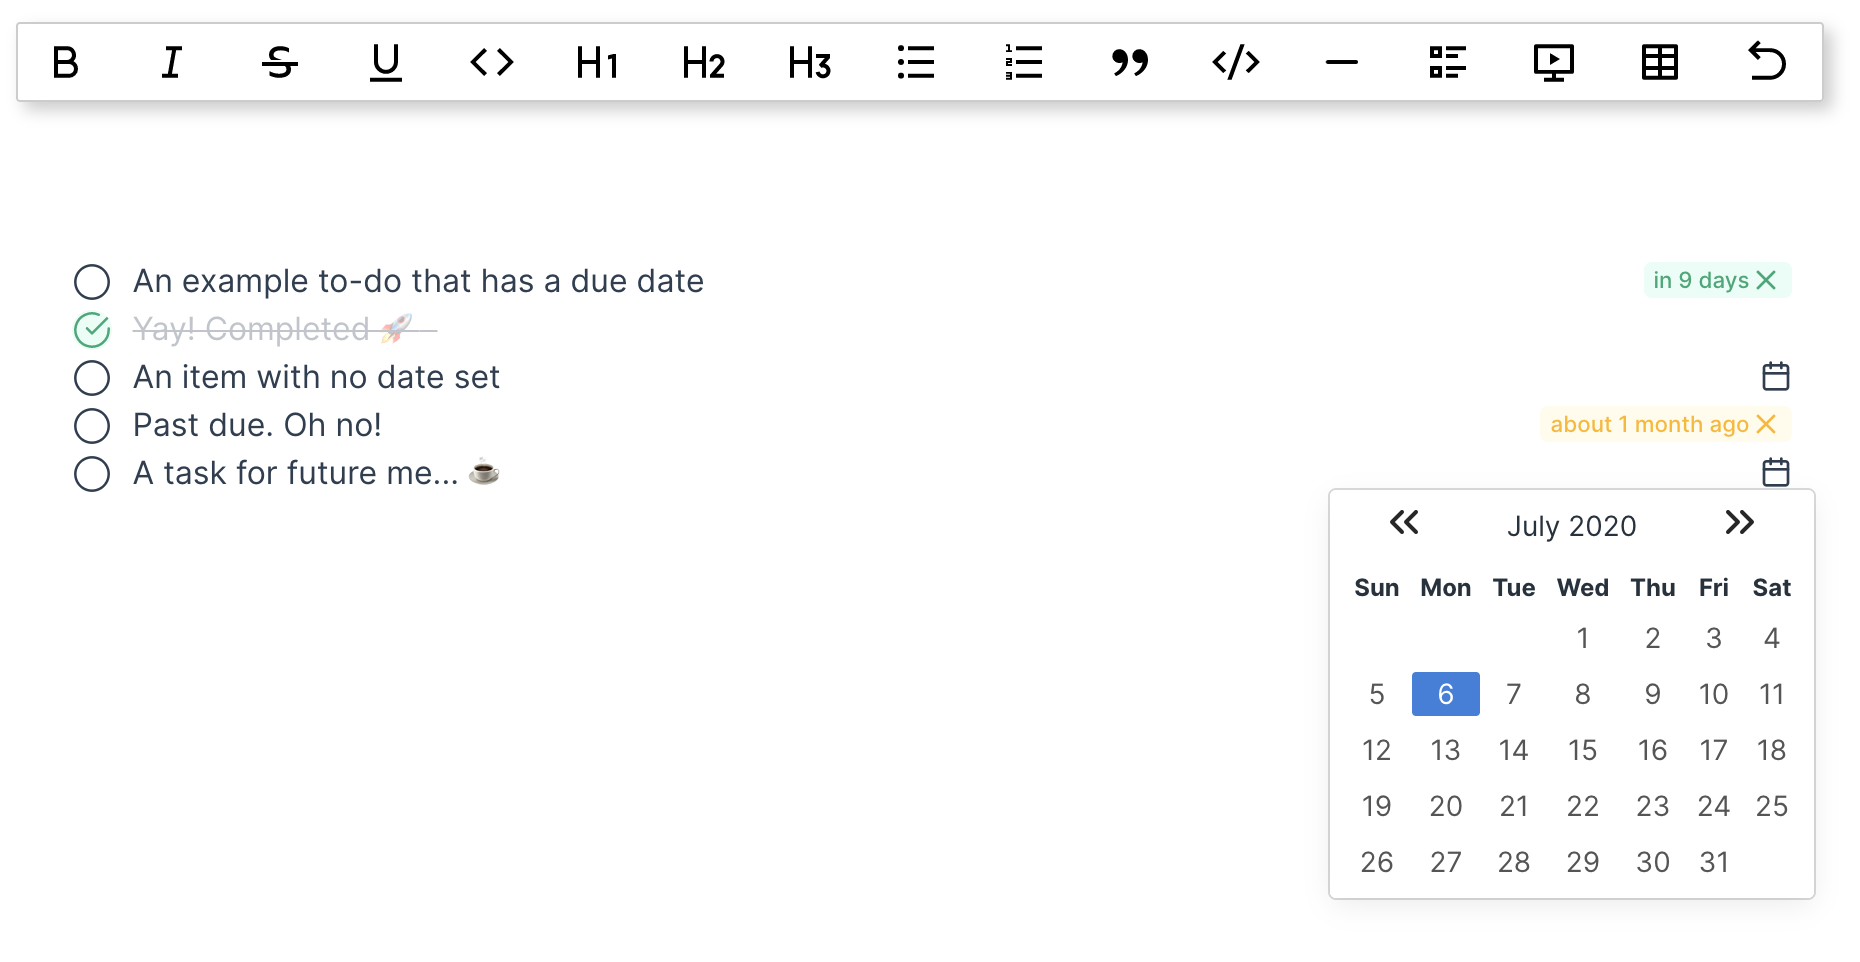 B I S U <> H1 H2 H3 1 2 3 ❞ </> —
An example to-do that has a due date in 9 days ×
Yay! Completed 🚀
An item with no date set
Past due. Oh no! about 1 month ago ×
A task for future me... ☕
« July 2020 »
Sun Mon Tue Wed Thu Fri Sat
1 2 3 4
5 6 7 8 9 10 11
12 13 14 15 16 17 18
19 20 21 22 23 24 25
26 27 28 29 30 31